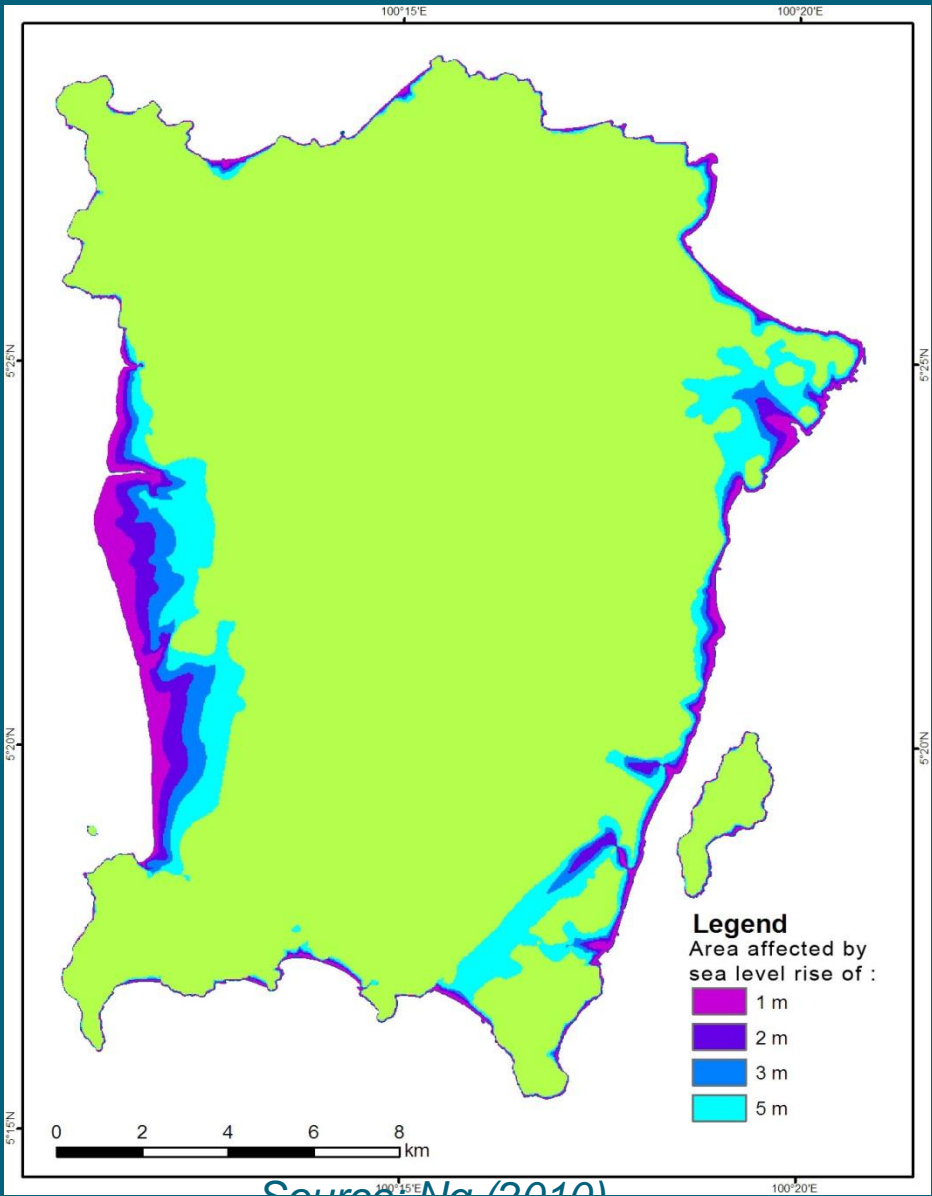 100°15'E 100°20'E
5°25'N 5°25'N
5°20'N 5°20'N
Legend
Area affected by
sea level rise of :
1 m
2 m
3 m
5 m
5°15'N
0 2 4 6 8
km
100°15'E 100°20'E
Source: Ng (2010)